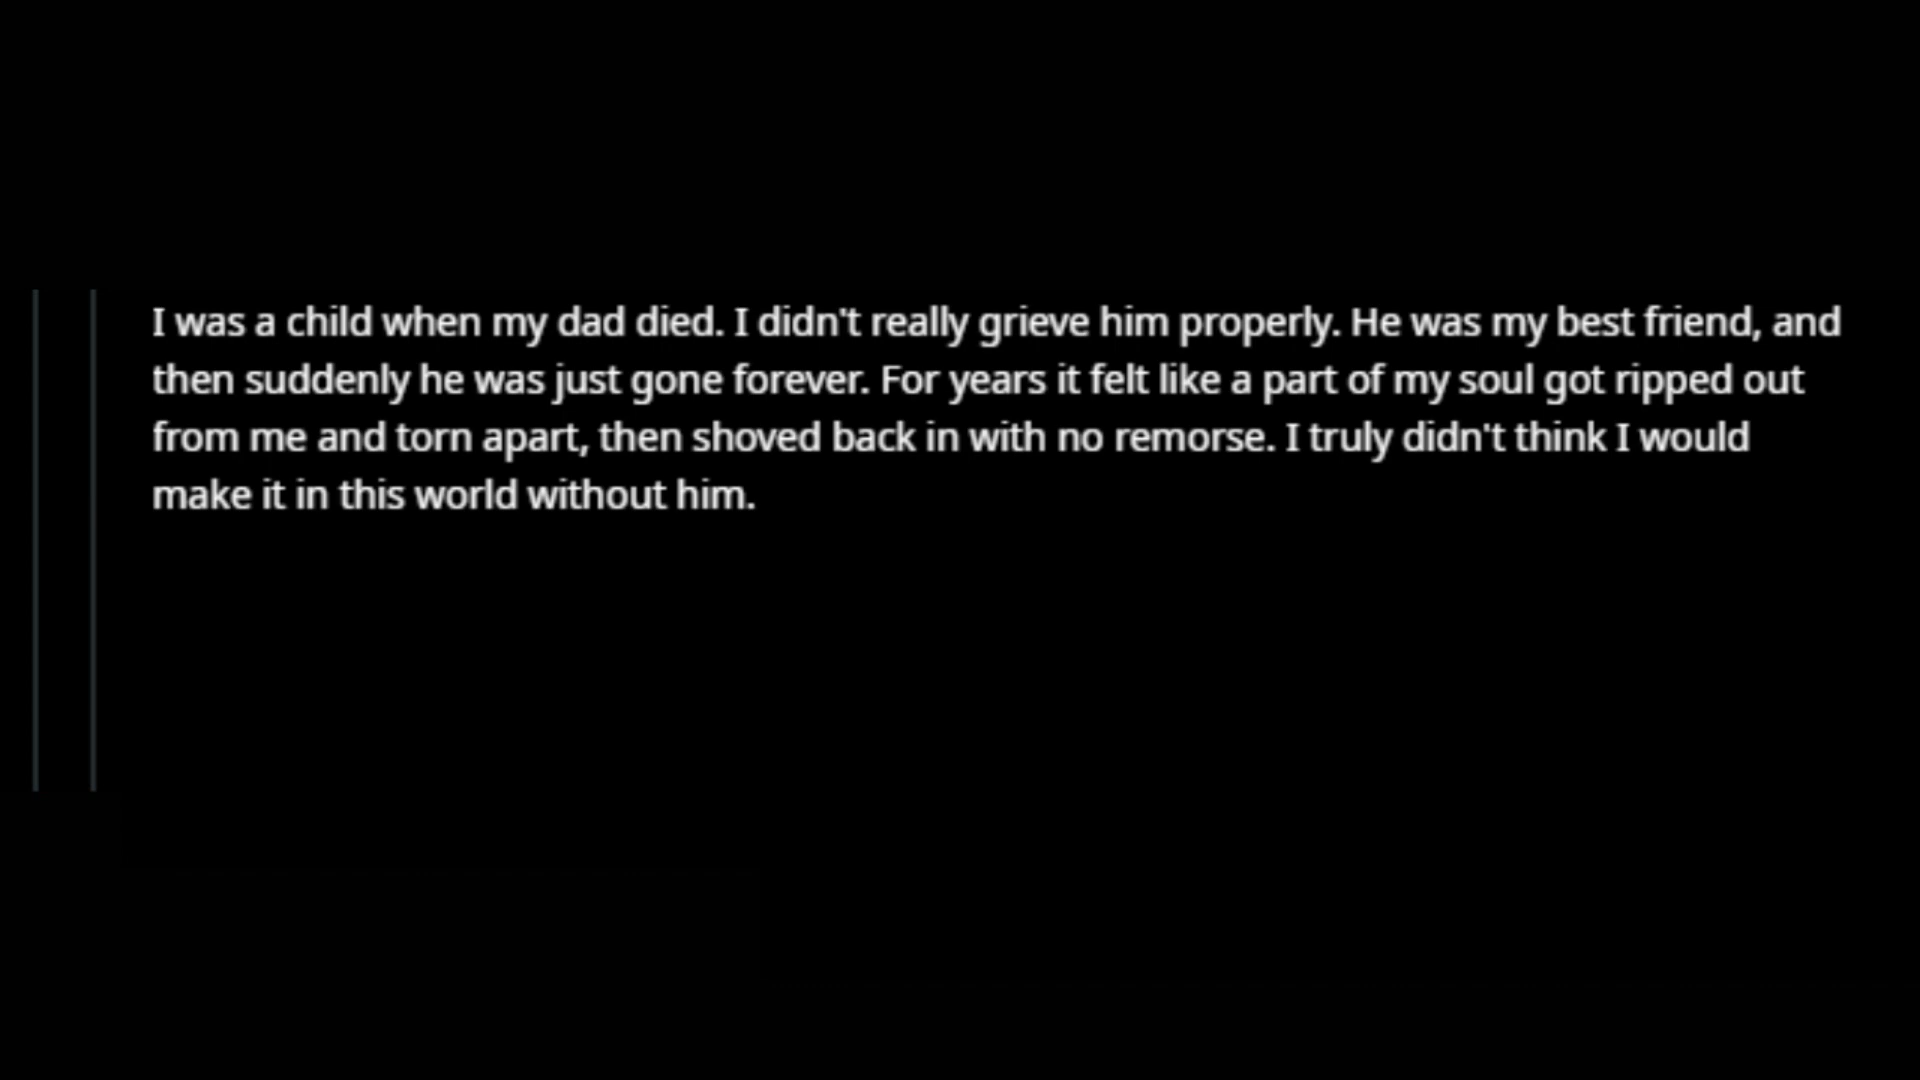 I was a child when my dad died. I didn't really grieve him properly. He was my best friend, and
then suddenly he was just gone forever. For years it felt like a part of my soul got ripped out
from me and torn apart, then shoved back in with no remorse. I truly didn't think I would
make it in this world without him.